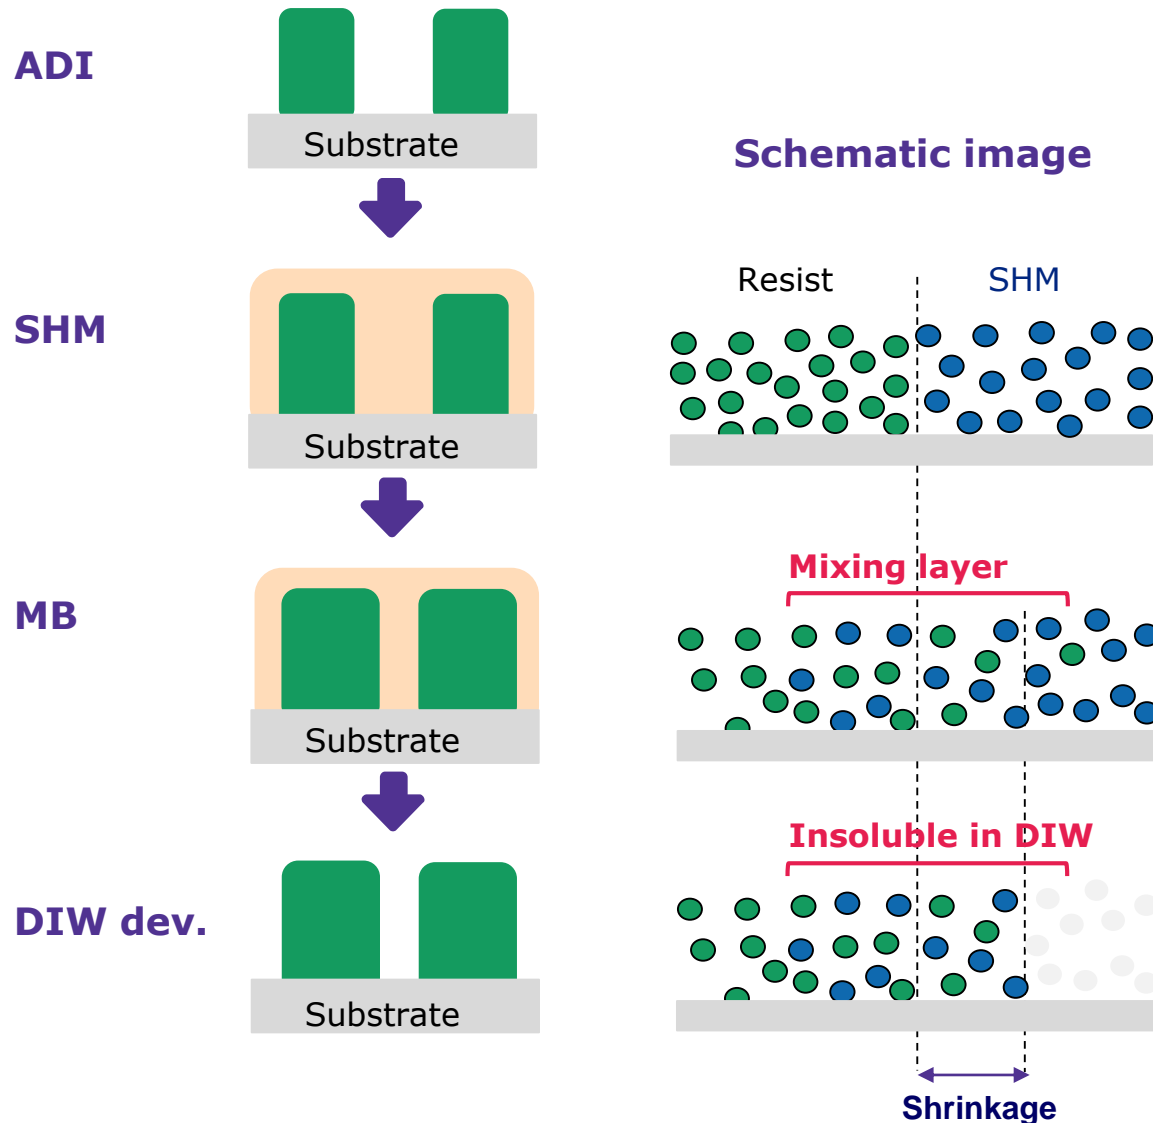 ADI
Substrate
Schematic image
SHM
Substrate
Resist
SHM
MB
Substrate
Mixing layer
DIW dev.
Substrate
Insoluble in DIW
Shrinkage